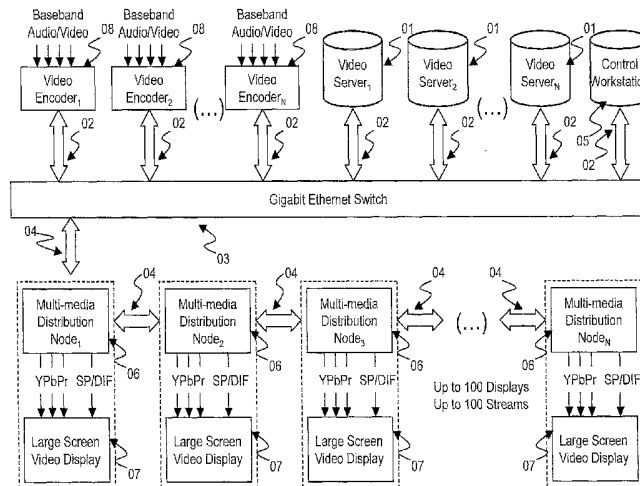 Baseband Audio/Video
08
Baseband Audio/Video
08
Baseband Audio/Video
08
01
01
01
Video Encoder1
Video Encoder2
(...)
Video EncoderN
Video Server1
Video Server2
(...)
Video ServerN
Control Workstation
02
02
02
02
02
02
05
02
Gigabit Ethernet Switch
04
03
04
04
04
04
Multi-media Distribution Node1
Multi-media Distribution Node2
Multi-media Distribution Node3
(...)
Multi-media Distribution NodeN
06
06
06
06
YPbPr SP/DIF
YPbPr SP/DIF
YPbPr SP/DIF
Up to 100 Displays
Up to 100 Streams
YPbPr SP/DIF
Large Screen Video Display
Large Screen Video Display
Large Screen Video Display
Large Screen Video Display
07
07
07
07